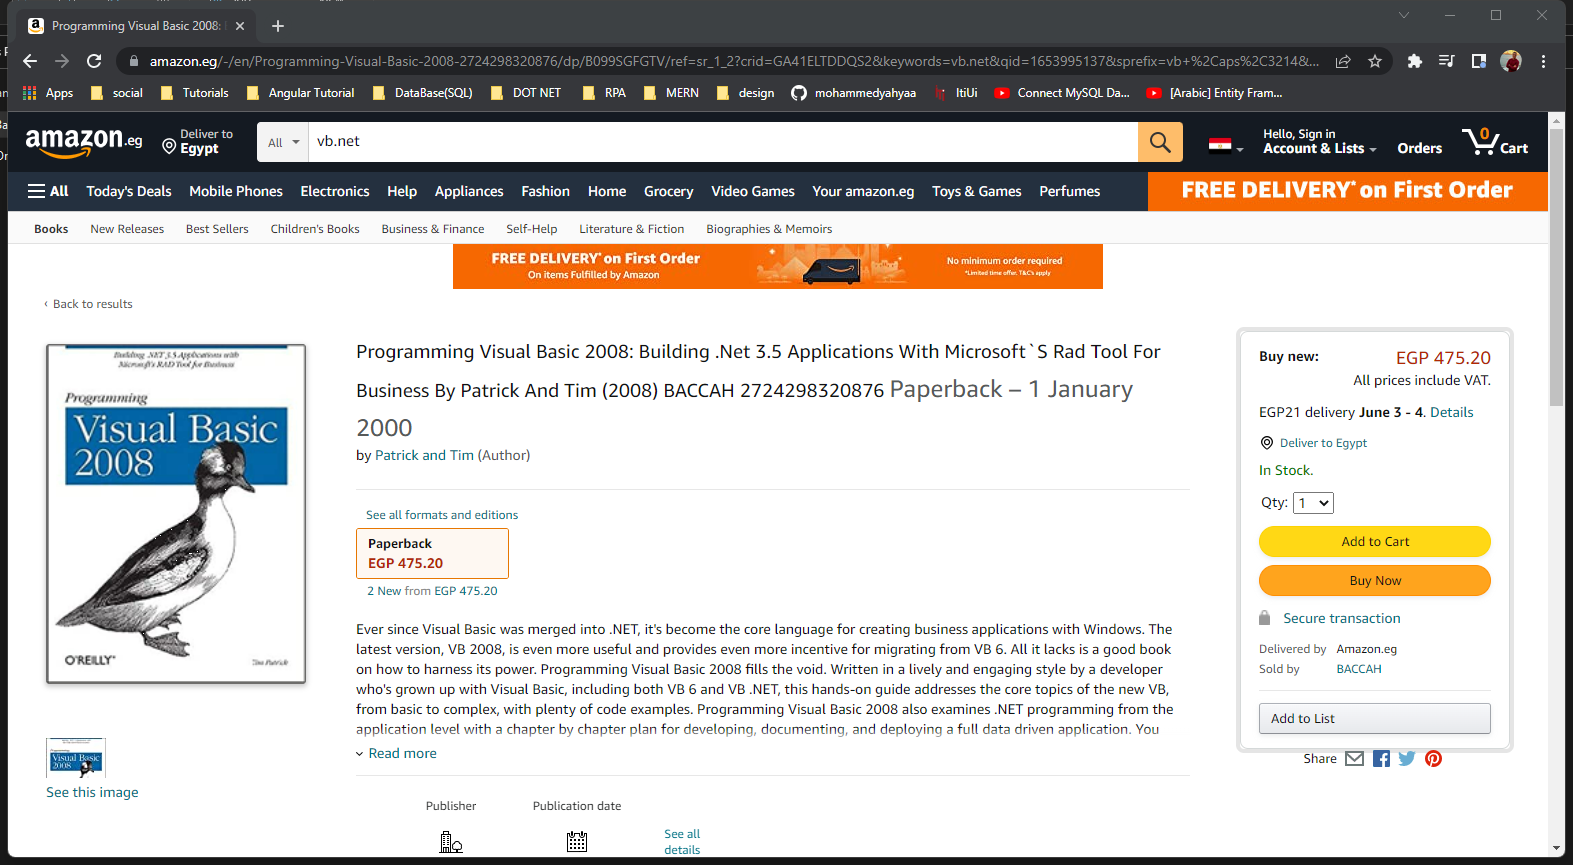 Programming Visual Basic 2008:
amazon.eg/-/en/Programming-Visual-Basic-2008-2724298320876/dp/B099SGFGTV/ref=sr_1_2?crid=GA41ELTDDQS2&keywords=vb.net&qid=1653995137&sprefix=vb+%2Caps%2C3214&...
Apps social Tutorials Angular Tutorial DataBase(SQL) DOT NET RPA MERN design mohammedyahyaa ItiUi Connect MySQL Da... [Arabic] Entity Fram...
amazon.eg
Deliver to
Egypt
All
vb.net
Hello, Sign in
Account & Lists
Orders
0
Cart
All Today's Deals Mobile Phones Electronics Help Appliances Fashion Home Grocery Video Games Your amazon.eg Toys & Games Perfumes
FREE DELIVERY* on First Order
Books New Releases Best Sellers Children's Books Business & Finance Self-Help Literature & Fiction Biographies & Memoirs
FREE DELIVERY* on First Order
On items Fulfilled by Amazon
No minimum order required
*Limited time offer. T&C's apply
‹ Back to results
Building .NET 3.5 Applications with
Microsoft's RAD Tool for Business
Programming
Visual Basic
2008
O'REILLY®
Tim Patrick
Visual Basic
2008
See this image
Programming Visual Basic 2008: Building .Net 3.5 Applications With Microsoft`S Rad Tool For
Business By Patrick And Tim (2008) BACCAH 2724298320876 Paperback – 1 January
2000
by Patrick and Tim (Author)
See all formats and editions
Paperback
EGP 475.20
2 New from EGP 475.20
Ever since Visual Basic was merged into .NET, it's become the core language for creating business applications with Windows. The
latest version, VB 2008, is even more useful and provides even more incentive for migrating from VB 6. All it lacks is a good book
on how to harness its power. Programming Visual Basic 2008 fills the void. Written in a lively and engaging style by a developer
who's grown up with Visual Basic, including both VB 6 and VB .NET, this hands-on guide addresses the core topics of the new VB,
from basic to complex, with plenty of code examples. Programming Visual Basic 2008 also examines .NET programming from the
application level with a chapter by chapter plan for developing, documenting, and deploying a full data driven application. You
Read more
Publisher
Publication date
See all
details
Buy new:
EGP 475.20
All prices include VAT.
EGP21 delivery June 3 - 4. Details
Deliver to Egypt
In Stock.
Qty: 1
Add to Cart
Buy Now
Secure transaction
Delivered by Amazon.eg
Sold by BACCAH
Add to List
Share